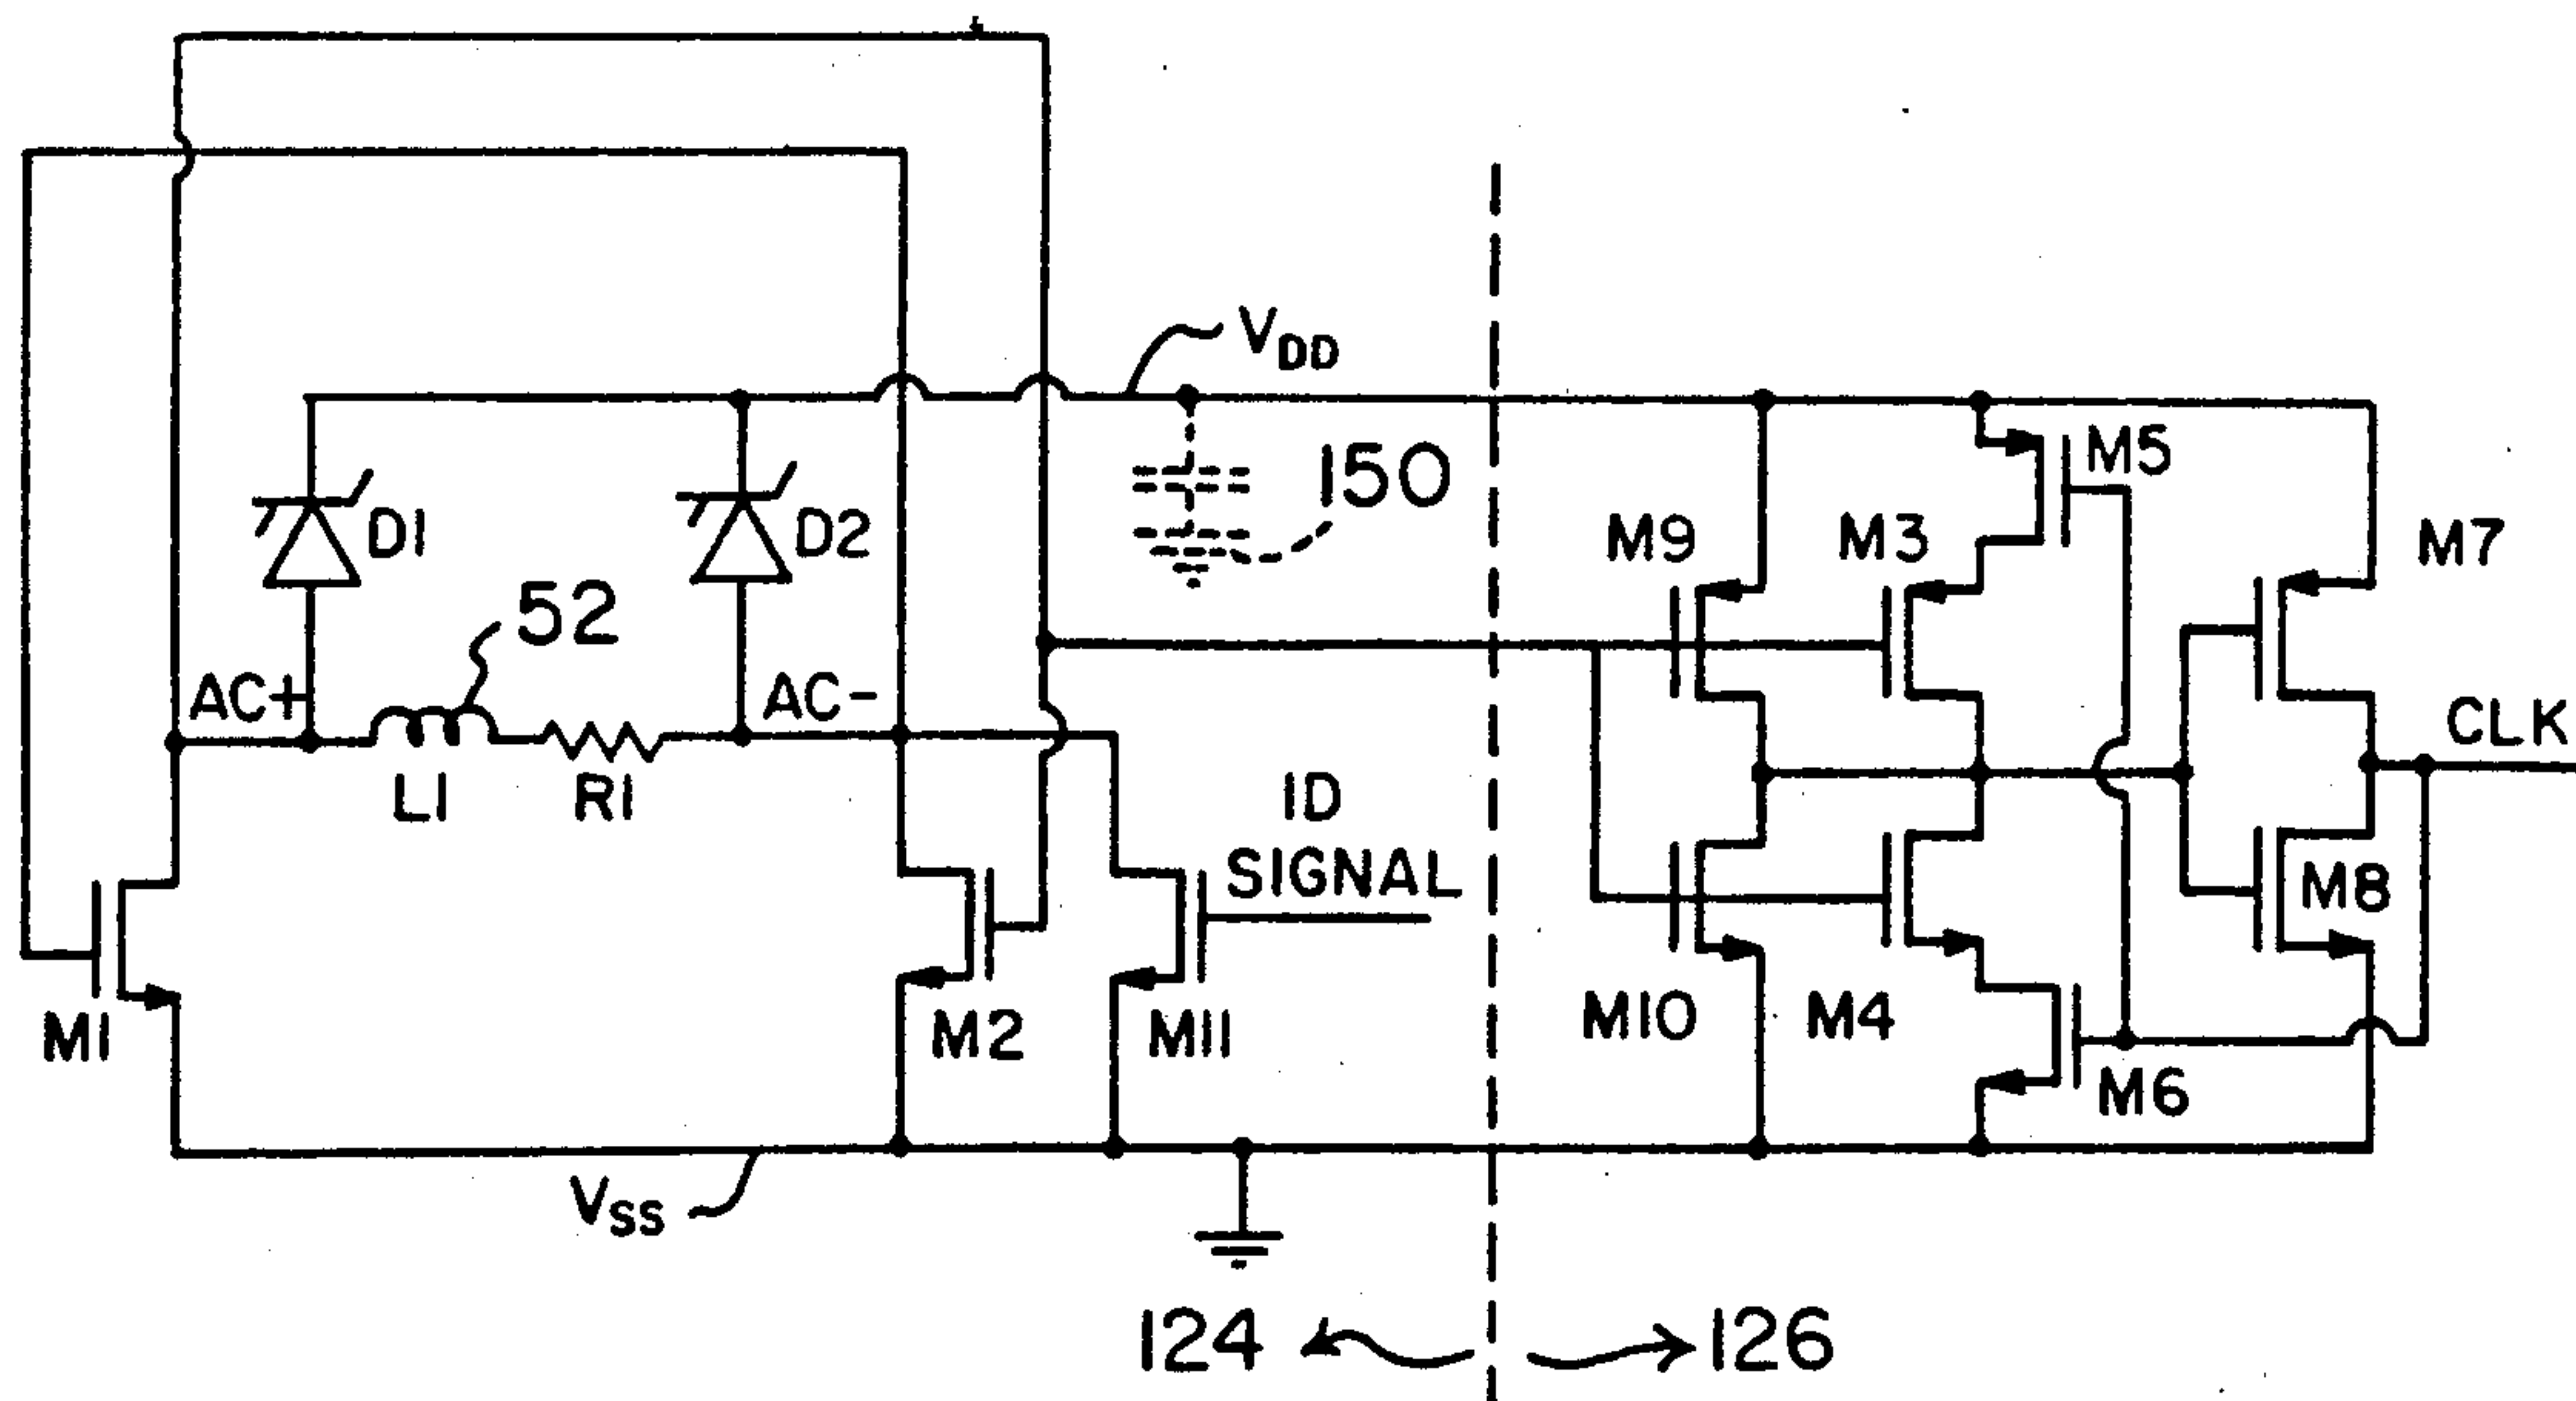 V_DD
150
M5
D1
D2
M9
M3
M7
52
AC+
AC-
CLK
L1
R1
ID
SIGNAL
M8
M1
M2
M11
M10
M4
M6
V_SS
124
126